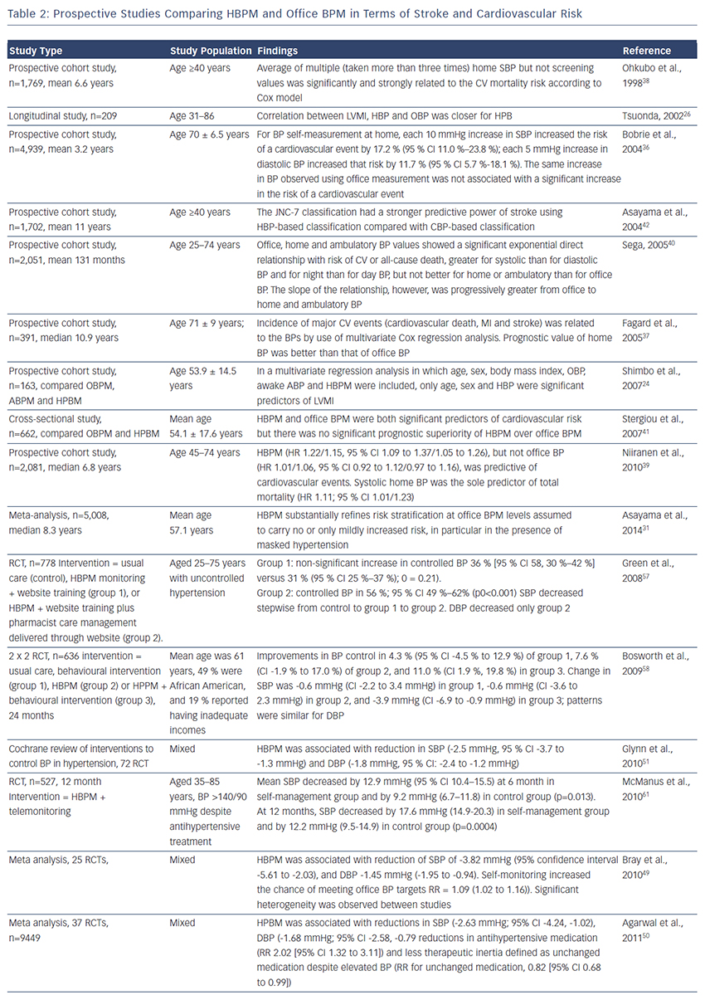 Table 2: Prospective Studies Comparing HBPM and Office BPM in Terms of Stroke and Cardiovascular Risk
Study Type Study Population Findings Reference
Prospective cohort study, Age ≥40 years Average of multiple (taken more than three times) home SBP but not screening Ohkubo et al.,
n=1,769, mean 6.6 years values was significantly and strongly related to the CV mortality risk according to 1998³⁸
Cox model
Longitudinal study, n=209 Age 31–86 Correlation between LVMI, HBP and OBP was closer for HPB Tsuonda, 2002²⁶
Prospective cohort study, Age 70 ± 6.5 years For BP self-measurement at home, each 10 mmHg increase in SBP increased the risk Bobrie et al.,
n=4,939, mean 3.2 years of a cardiovascular event by 17.2 % (95 % CI 11.0 %–23.8 %); each 5 mmHg increase in 2004³⁶
diastolic BP increased that risk by 11.7 % (95 % CI 5.7 %-18.1 %). The same increase
in BP observed using office measurement was not associated with a significant increase
in the risk of a cardiovascular event
Prospective cohort study, Age ≥40 years The JNC-7 classification had a stronger predictive power of stroke using Asayama et al.,
n=1,702, mean 11 years HBP-based classification compared with CBP-based classification 2004⁴²
Prospective cohort study, Age 25–74 years Office, home and ambulatory BP values showed a significant exponential direct Sega, 2005⁴⁰
n=2,051, mean 131 months relationship with risk of CV or all-cause death, greater for systolic than for diastolic
BP and for night than for day BP, but not better for home or ambulatory than for office
BP. The slope of the relationship, however, was progressively greater from office to
home and ambulatory BP
Prospective cohort study, Age 71 ± 9 years; Incidence of major CV events (cardiovascular death, MI and stroke) was related Fagard et al.,
n=391, median 10.9 years to the BPs by use of multivariate Cox regression analysis. Prognostic value of home 2005³⁷
BP was better than that of office BP
Prospective cohort study, Age 53.9 ± 14.5 In a multivariate regression analysis in which age, sex, body mass index, OBP, Shimbo et al.,
n=163, compared OBPM, years awake ABP and HBPM were included, only age, sex and HBP were significant 2007²⁴
ABPM and HPBM predictors of LVMI
Cross-sectional study, Mean age HBPM and office BPM were both significant predictors of cardiovascular risk Stergiou et al.,
n=662, compared OBPM and HPBM 54.1 ± 17.6 years but there was no significant prognostic superiority of HBPM over office BPM 2007⁴¹
Prospective cohort study, Age 45–74 years HBPM (HR 1.22/1.15, 95 % CI 1.09 to 1.37/1.05 to 1.26), but not office BP Niiranen et al.,
n=2,081, median 6.8 years (HR 1.01/1.06, 95 % CI 0.92 to 1.12/0.97 to 1.16), was predictive of 2010³⁹
cardiovascular events. Systolic home BP was the sole predictor of total
mortality (HR 1.11; 95 % CI 1.01/1.23)
Meta-analysis, n=5,008, Mean age HBPM substantially refines risk stratification at office BPM levels assumed Asayama et al.,
median 8.3 years 57.1 years to carry no or only mildly increased risk, in particular in the presence of 2014³¹
masked hypertension
RCT, n=778 Intervention = usual Aged 25–75 years Group 1: non-significant increase in controlled BP 36 % [95 % CI 58, 30 %–42 %] Green et al.,
care (control), HBPM monitoring with uncontrolled versus 31 % (95 % CI 25 %–37 %); 0 = 0.21). 2008⁵⁷
+ website training (group 1), or hypertension Group 2: controlled BP in 56 %; 95 % CI 49 %–62% (p0<0.001) SBP decreased
HBPM + website training plus stepwise from control to group 1 to group 2. DBP decreased only group 2
pharmacist care management
delivered through website (group 2).
2 x 2 RCT, n=636 intervention = Mean age was 61 Improvements in BP control in 4.3 % (95 % CI -4.5 % to 12.9 %) of group 1, 7.6 % Bosworth et al.,
usual care, behavioural intervention years, 49 % were (CI -1.9 % to 17.0 %) of group 2, and 11.0 % (CI 1.9 %, 19.8 %) in group 3. Change in 2009⁵⁸
(group 1), HBPM (group 2) or HPPM + African American, SBP was -0.6 mmHg (CI -2.2 to 3.4 mmHg) in group 1, -0.6 mmHg (CI -3.6 to
behavioural intervention (group 3), and 19 % reported 2.3 mmHg) in group 2, and -3.9 mmHg (CI -6.9 to -0.9 mmHg) in group 3; patterns
24 months having inadequate were similar for DBP
incomes
Cochrane review of interventions to Mixed HBPM was associated with reduction in SBP (-2.5 mmHg, 95 % CI -3.7 to Glynn et al.,
control BP in hypertension, 72 RCT -1.3 mmHg) and DBP (-1.8 mmHg, 95 % CI: -2.4 to -1.2 mmHg) 2010⁵¹
RCT, n=527, 12 month Aged 35–85 Mean SBP decreased by 12.9 mmHg (95 % CI 10.4–15.5) at 6 month in McManus et al.,
Intervention = HBPM + years, BP >140/90 self-management group and by 9.2 mmHg (6.7–11.8) in control group (p=0.013). 2010⁶¹
telemonitoring mmHg despite At 12 months, SBP decreased by 17.6 mmHg (14.9-20.3) in self-management group
antihypertensive and by 12.2 mmHg (9.5-14.9) in control group (p=0.0004)
treatment
Meta analysis, 25 RCTs, Mixed HBPM was associated with reduction of SBP of -3.82 mmHg (95% confidence interval Bray et al.,
-5.61 to -2.03), and DBP -1.45 mmHg (-1.95 to -0.94). Self-monitoring increased 2010⁴⁹
the chance of meeting office BP targets RR = 1.09 (1.02 to 1.16)). Significant
heterogeneity was observed between studies
Meta analysis, 37 RCTs, Mixed HPBM was associated with reductions in SBP (-2.63 mmHg; 95% CI -4.24, -1.02), Agarwal et al.,
n=9449 DBP (-1.68 mmHg; 95% CI -2.58, -0.79 reductions in antihypertensive medication 2011⁵⁰
(RR 2.02 [95% CI 1.32 to 3.11]) and less therapeutic inertia defined as unchanged
medication despite elevated BP (RR for unchanged medication, 0.82 [95% CI 0.68
to 0.99])